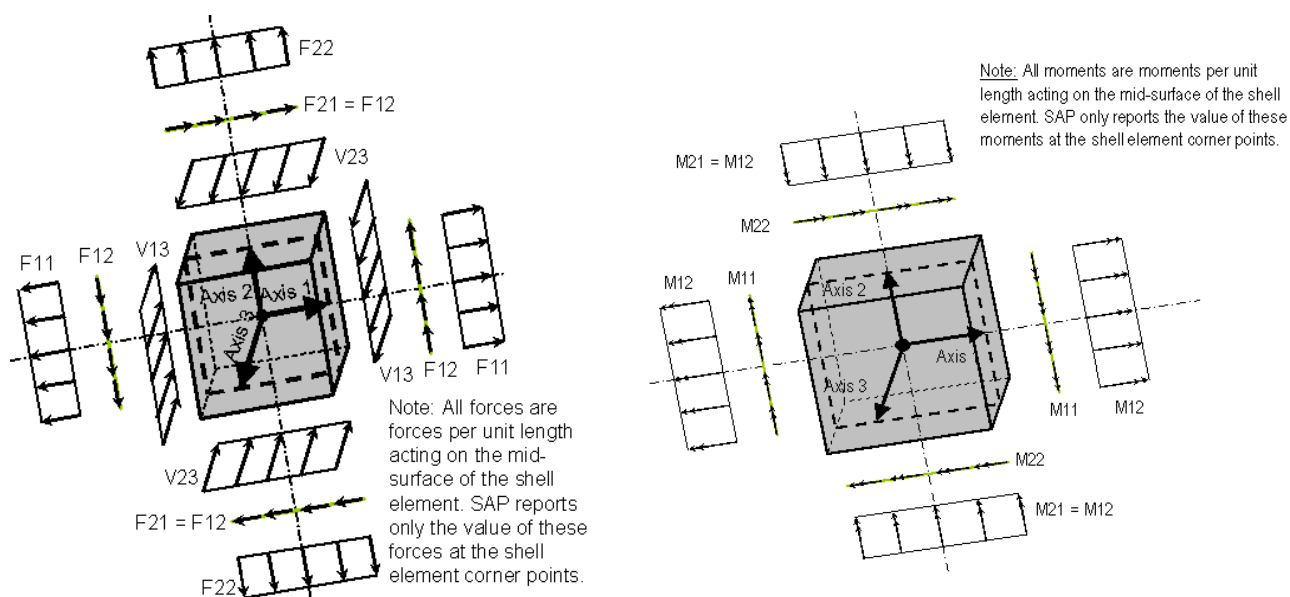 F22
F21 = F12
V23
F11
F12
V13
Axis 2
Axis 1
Axis 3
V13
F12
F11
V23
F21 = F12
F22
Note: All forces are
forces per unit length
acting on the mid-
surface of the shell
element. SAP reports
only the value of these
forces at the shell
element corner points.
Note: All moments are moments per unit
length acting on the mid-surface of the shell
element. SAP only reports the value of these
moments at the shell element corner points.
M21 = M12
M22
M12
M11
Axis 2
Axis
Axis 3
M11
M12
M22
M21 = M12